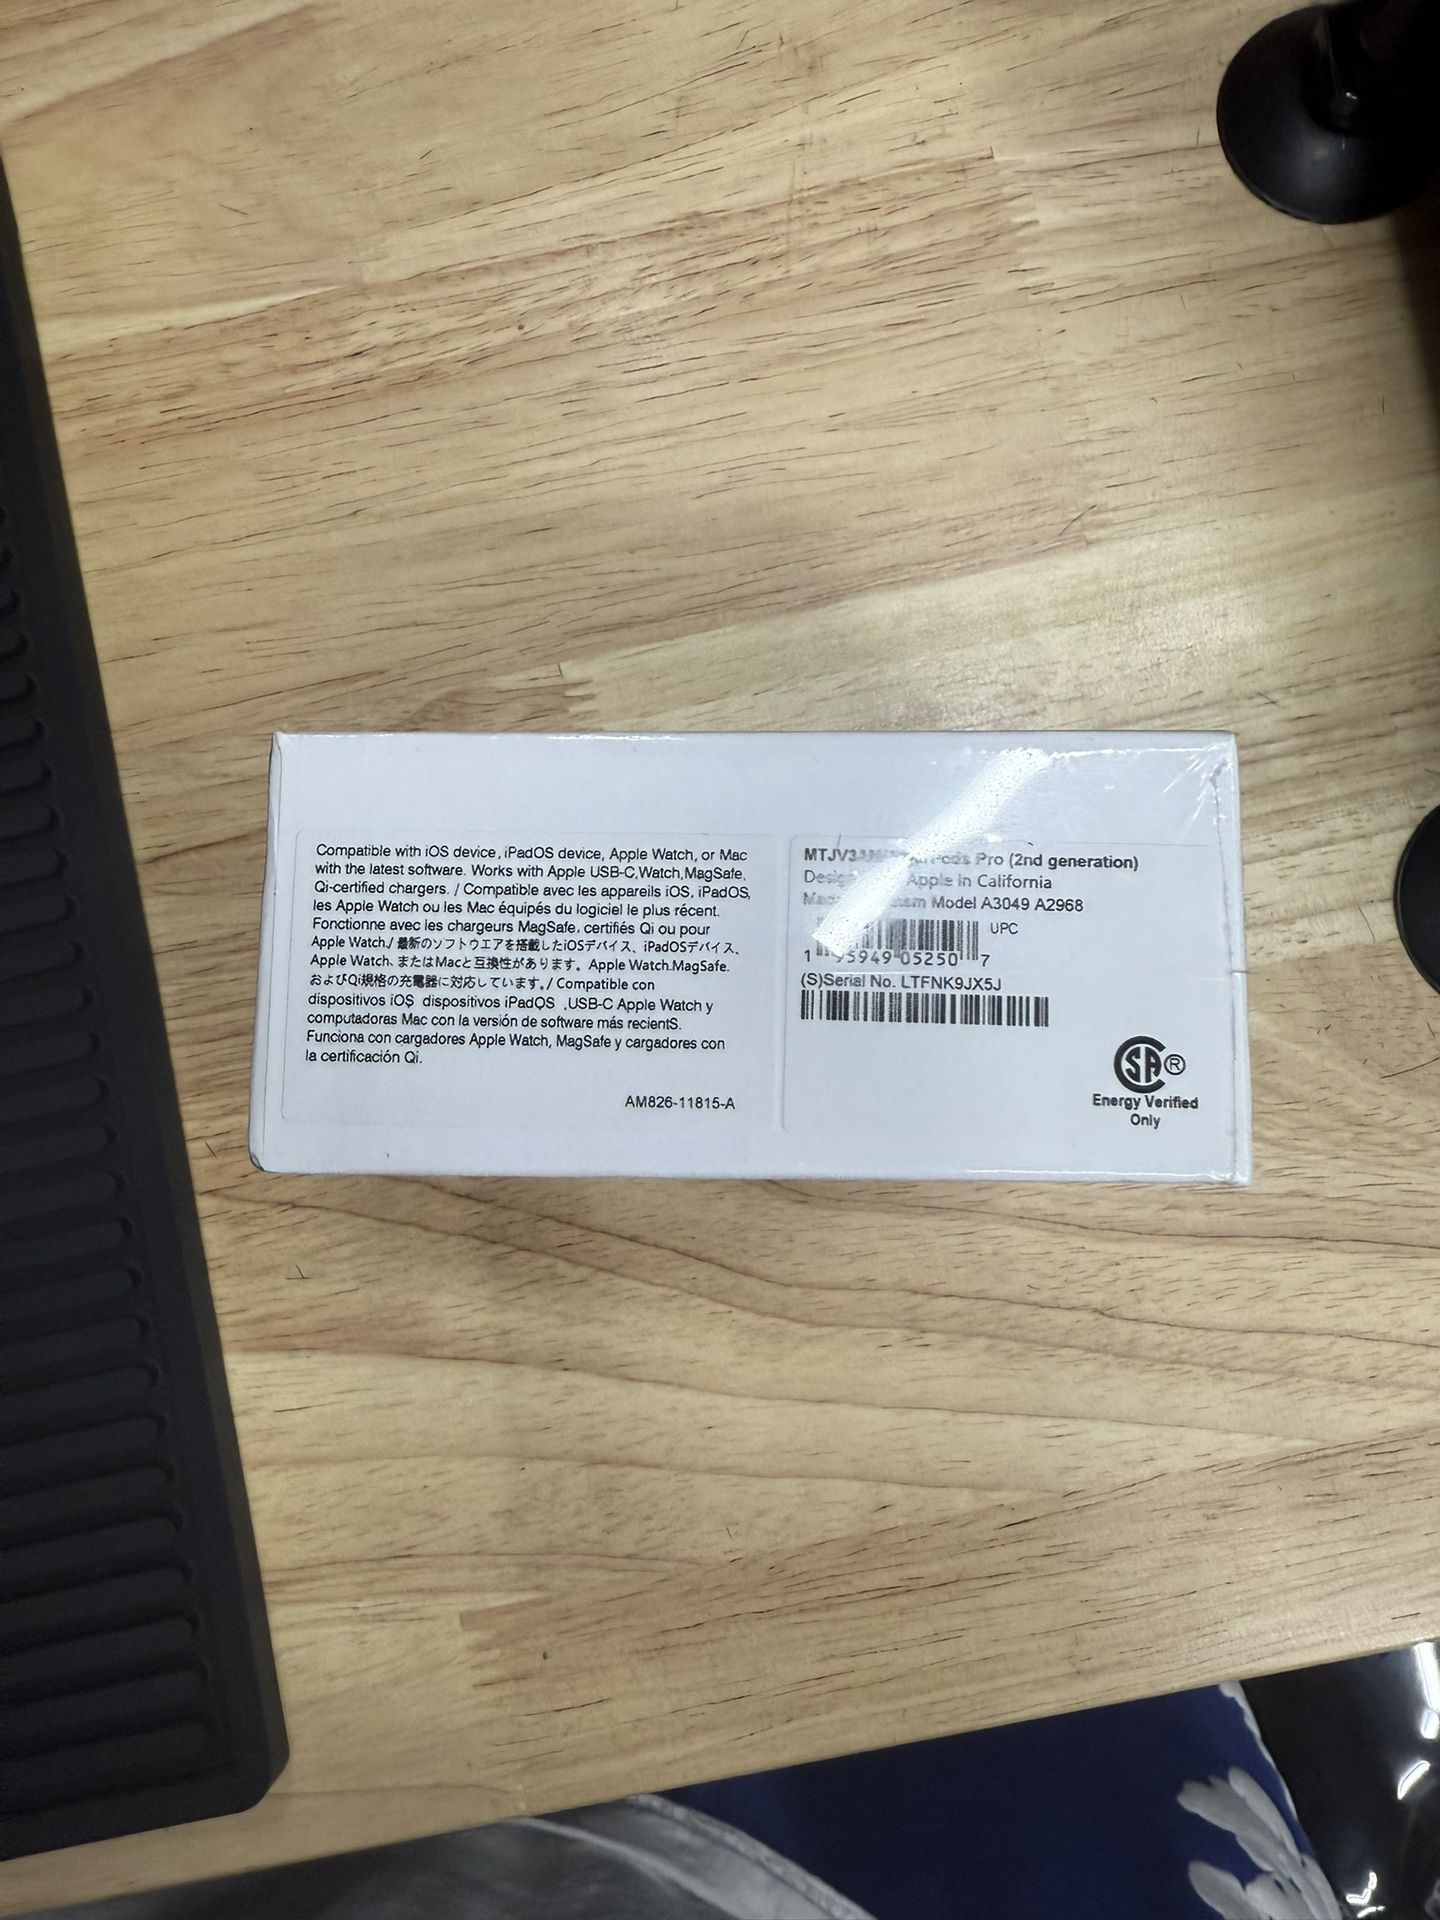 Compatible with iOS device, iPadOS device, Apple Watch, or Mac
with the latest software. Works with Apple USB-C,Watch,MagSafe,
Qi-certified chargers. / Compatible avec les appareils iOS, iPadOS,
les Apple Watch ou les Mac équipés du logiciel le plus récent.
Fonctionne avec les chargeurs MagSafe, certifiés Qi ou pour
Apple Watch./ 最新のソフトウエアを搭載したiOSデバイス、iPadOSデバイス、
Apple Watch、またはMacと互換性があります。Apple Watch.MagSafe.
およびQi規格の充電器に対応しています。/ Compatible con
dispositivos iOS dispositivos iPadOS ,USB-C Apple Watch y
computadoras Mac con la versión de software más recientS.
Funciona con cargadores Apple Watch, MagSafe y cargadores con
la certificación Qi.
AM826-11815-A
Pro (2nd generation)
Apple in California
Model A3049 A2968
UPC
1 95949 05250 7
(S)Serial No. LTFNK9JX5J
SA®
Energy Verified
Only